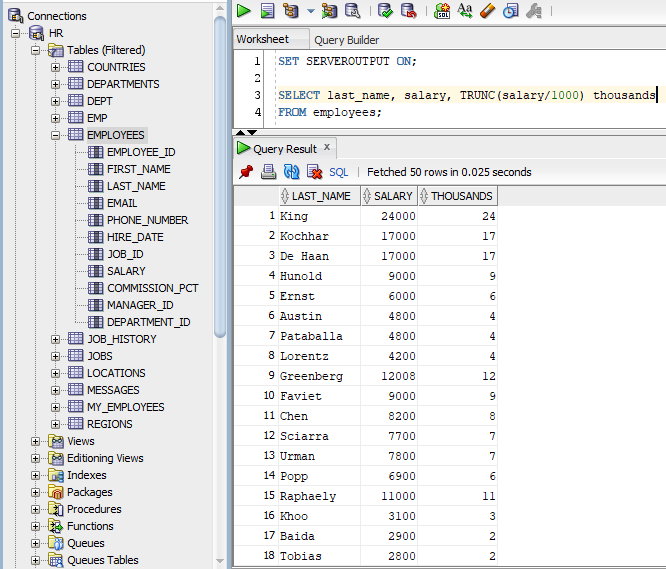 Connections
HR
Tables (Filtered)
COUNTRIES
DEPARTMENTS
DEPT
EMP
EMPLOYEES
EMPLOYEE_ID
FIRST_NAME
LAST_NAME
EMAIL
PHONE_NUMBER
HIRE_DATE
JOB_ID
SALARY
COMMISSION_PCT
MANAGER_ID
DEPARTMENT_ID
JOB_HISTORY
JOBS
LOCATIONS
MESSAGES
MY_EMPLOYEES
REGIONS
Views
Editioning Views
Indexes
Packages
Procedures
Functions
Queues
Queues Tables
Worksheet Query Builder
1 SET SERVEROUTPUT ON;
2
3 SELECT last_name, salary, TRUNC(salary/1000) thousands
4 FROM employees;
Query Result x
SQL | Fetched 50 rows in 0.025 seconds
LAST_NAME SALARY THOUSANDS
1 King 24000 24
2 Kochhar 17000 17
3 De Haan 17000 17
4 Hunold 9000 9
5 Ernst 6000 6
6 Austin 4800 4
7 Pataballa 4800 4
8 Lorentz 4200 4
9 Greenberg 12008 12
10 Faviet 9000 9
11 Chen 8200 8
12 Sciarra 7700 7
13 Urman 7800 7
14 Popp 6900 6
15 Raphaely 11000 11
16 Khoo 3100 3
17 Baida 2900 2
18 Tobias 2800 2